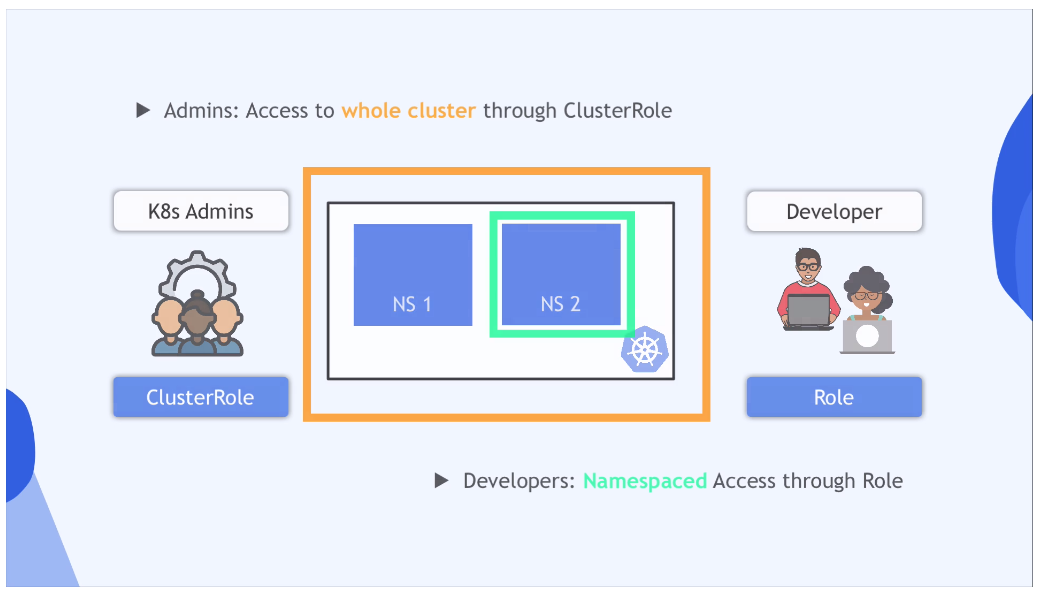 ► Admins: Access to whole cluster through ClusterRole
K8s Admins
Developer
NS 1
NS 2
ClusterRole
Role
► Developers: Namespaced Access through Role